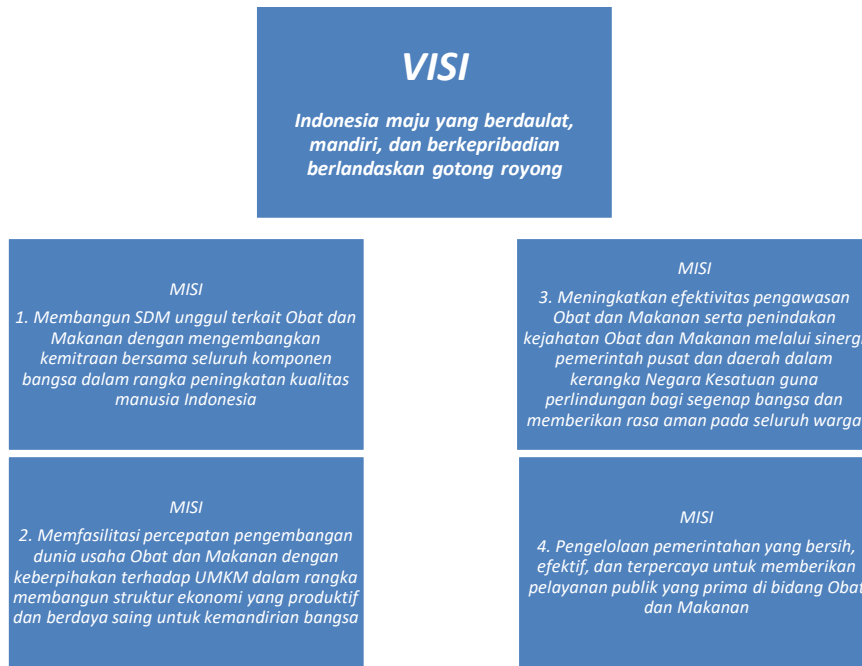 VISI
Indonesia maju yang berdaulat,
mandiri, dan berkepribadian
berlandaskan gotong royong
MISI
1. Membangun SDM unggul terkait Obat dan
Makanan dengan mengembangkan
kemitraan bersama seluruh komponen
bangsa dalam rangka peningkatan kualitas
manusia Indonesia
MISI
2. Memfasilitasi percepatan pengembangan
dunia usaha Obat dan Makanan dengan
keberpihakan terhadap UMKM dalam rangka
membangun struktur ekonomi yang produktif
dan berdaya saing untuk kemandirian bangsa
MISI
3. Meningkatkan efektivitas pengawasan
Obat dan Makanan serta penindakan
kejahatan Obat dan Makanan melalui sinergi
pemerintah pusat dan daerah dalam
kerangka Negara Kesatuan guna
perlindungan bagi segenap bangsa dan
memberikan rasa aman pada seluruh warga
MISI
4. Pengelolaan pemerintahan yang bersih,
efektif, dan terpercaya untuk memberikan
pelayanan publik yang prima di bidang Obat
dan Makanan